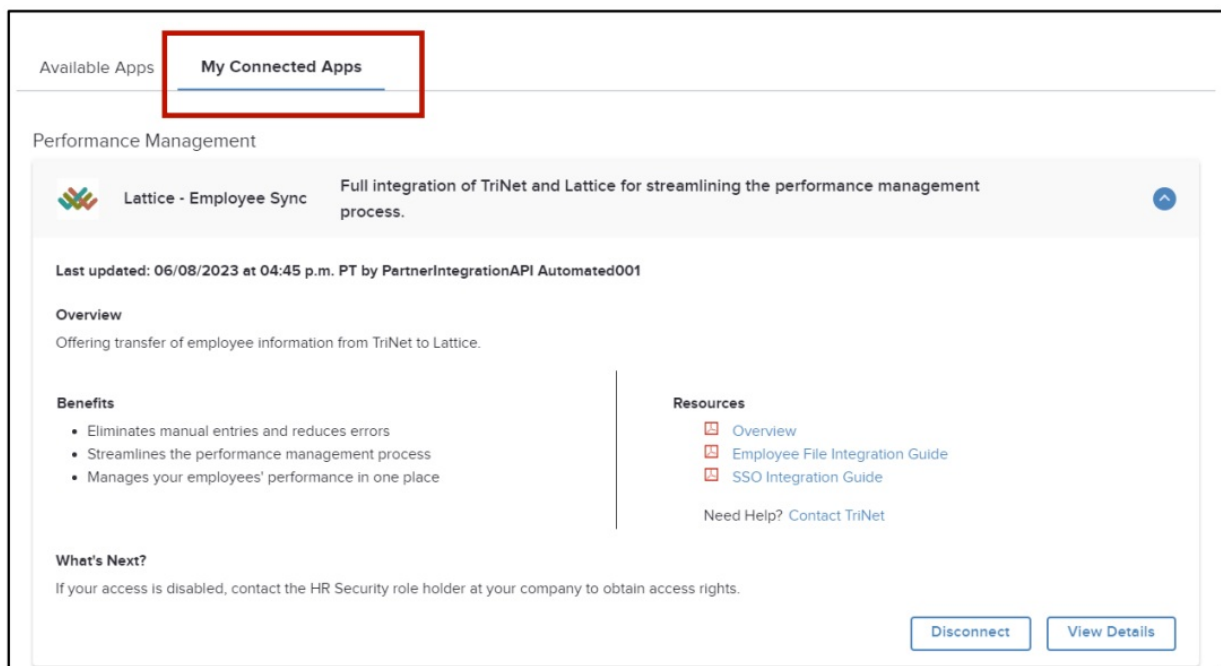 Available Apps
My Connected Apps
Performance Management
Lattice - Employee Sync
Full integration of TriNet and Lattice for streamlining the performance management
process.
Last updated: 06/08/2023 at 04:45 p.m. PT by PartnerIntegrationAPI Automated001
Overview
Offering transfer of employee information from TriNet to Lattice.
Benefits
• Eliminates manual entries and reduces errors
• Streamlines the performance management process
• Manages your employees' performance in one place
Resources
Overview
Employee File Integration Guide
SSO Integration Guide
Need Help? Contact TriNet
What's Next?
If your access is disabled, contact the HR Security role holder at your company to obtain access rights.
Disconnect
View Details